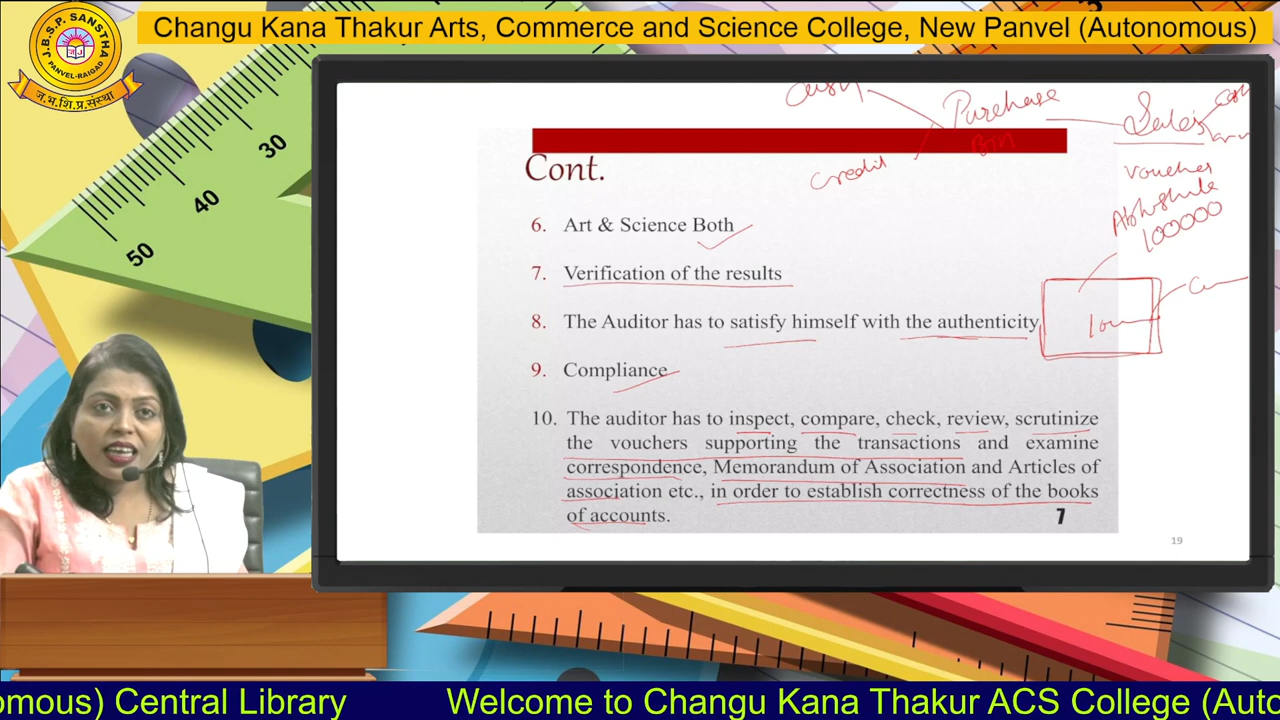 Changu Kana Thakur Arts, Commerce and Science College, New Panvel (Autonomous)
J.B.S.P. SANSTHA
PANVEL-RAIGAD
ज.भ.शि.प्र.संस्था
30
40
50
Purchase
Sales
Bill
Credit
Voucher
100000
Cont.
6. Art & Science Both
7. Verification of the results
8. The Auditor has to satisfy himself with the authenticity
9. Compliance
10. The auditor has to inspect, compare, check, review, scrutinize
the vouchers supporting the transactions and examine
correspondence, Memorandum of Association and Articles of
association etc., in order to establish correctness of the books
of accounts.
7
19
omous) Central Library Welcome to Changu Kana Thakur ACS College (Auto